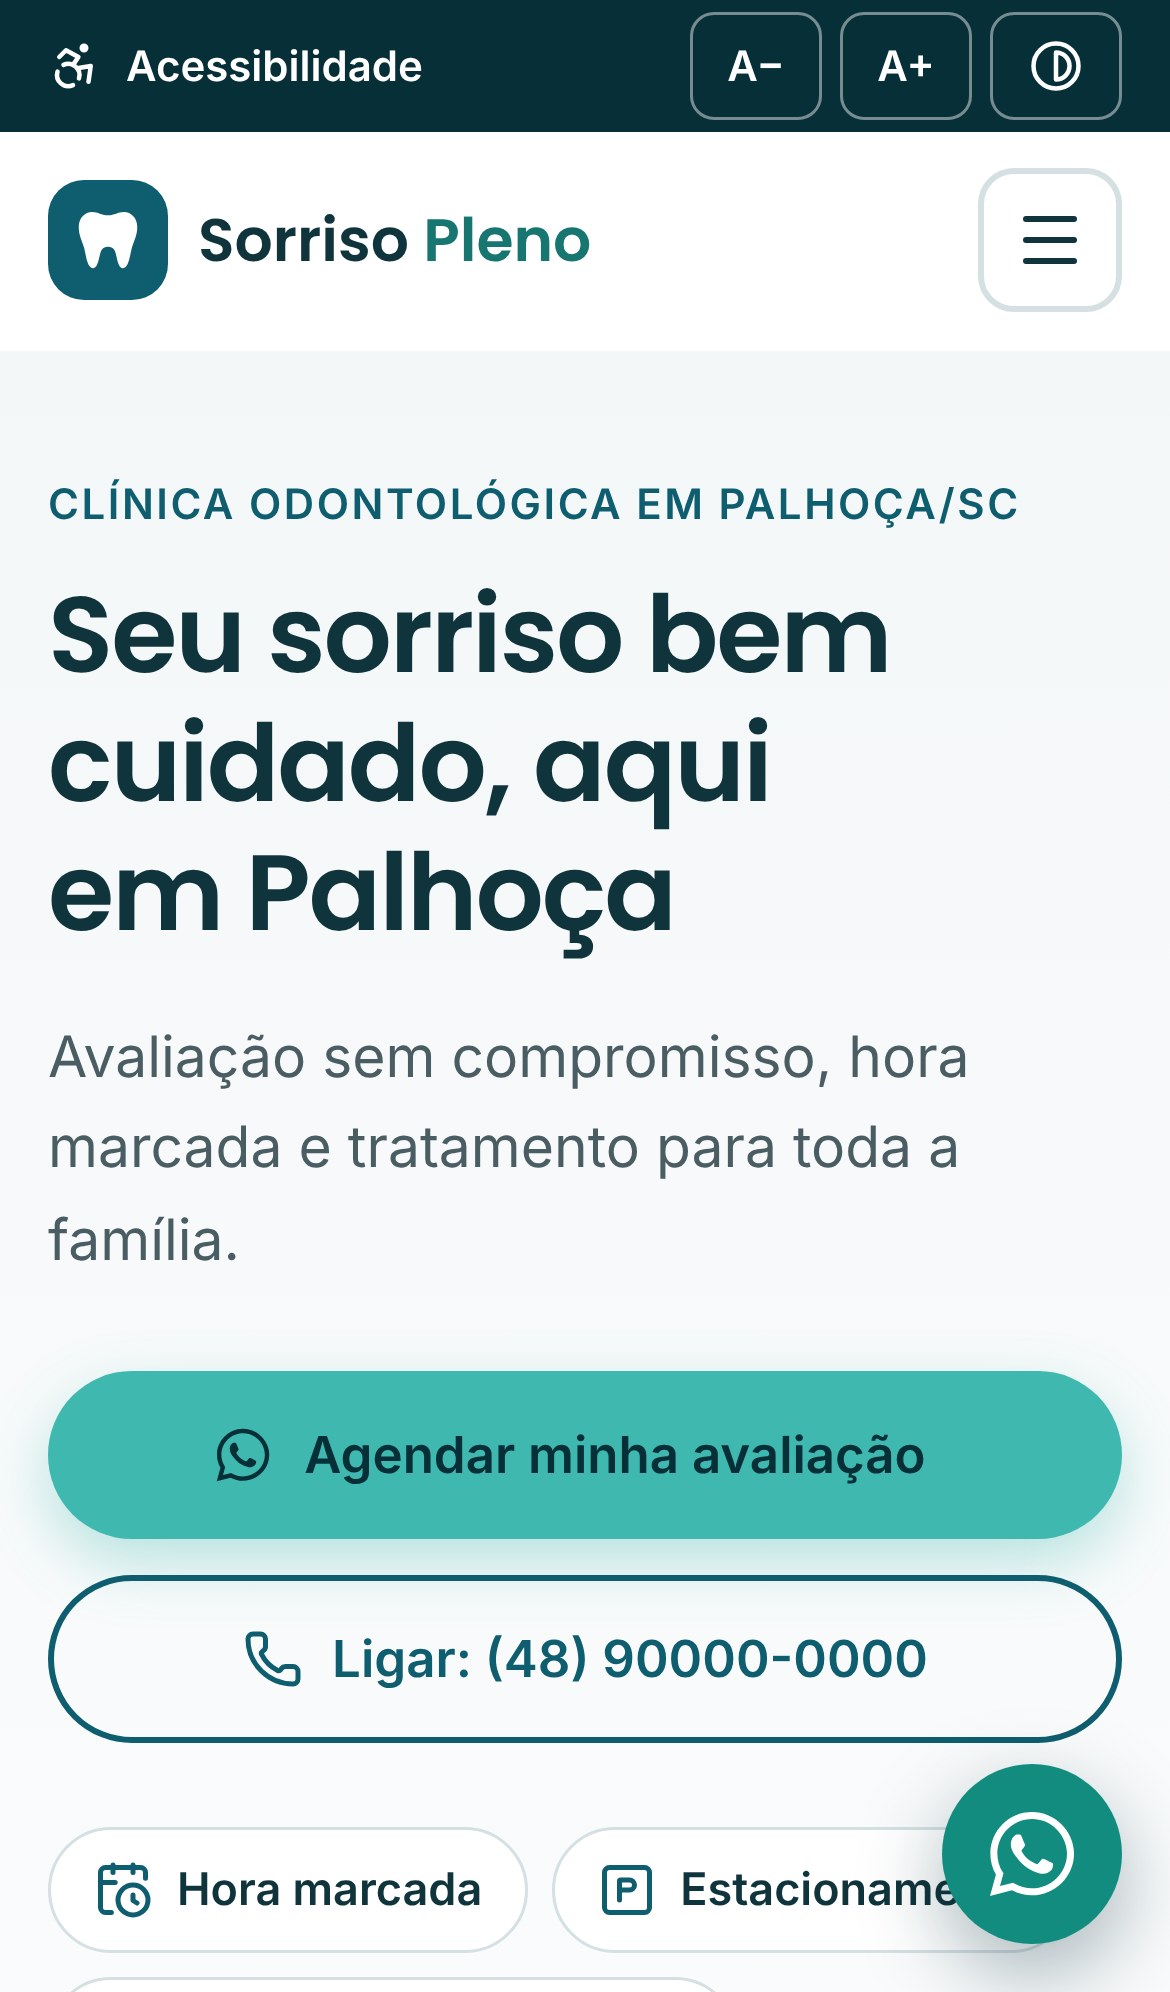 Acessibilidade A− A+
Sorriso Pleno
CLÍNICA ODONTOLÓGICA EM PALHOÇA/SC
Seu sorriso bem
cuidado, aqui
em Palhoça
Avaliação sem compromisso, hora
marcada e tratamento para toda a
família.
Agendar minha avaliação
Ligar: (48) 90000-0000
Hora marcada
P Estacioname